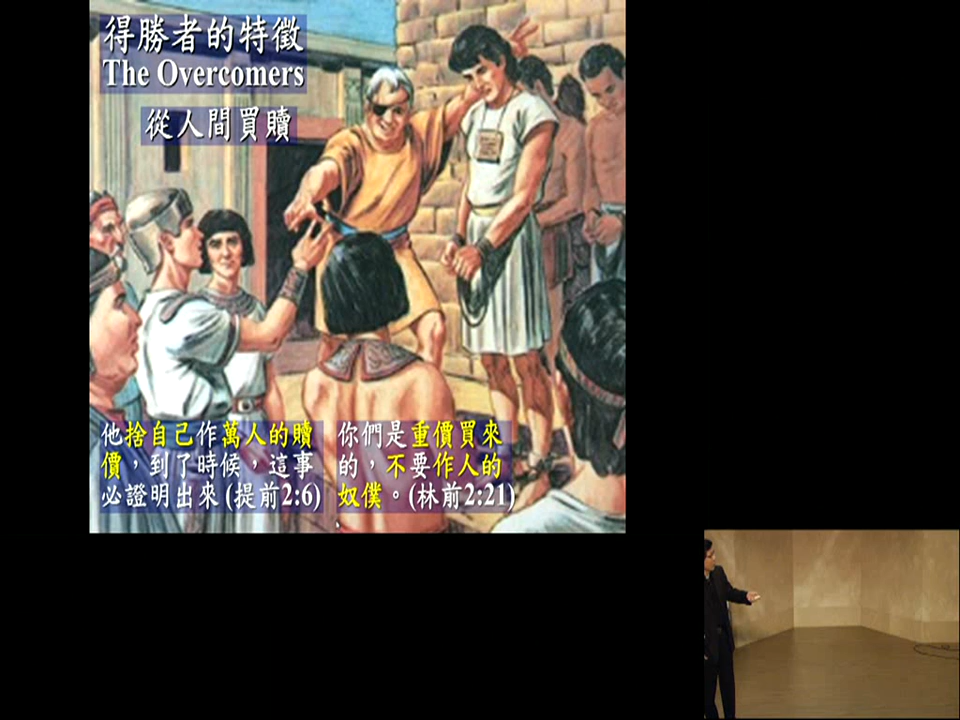 得勝者的特徵
The Overcomers
從人間買贖
他捨自己作萬人的贖
價，到了時候，這事
必證明出來 (提前2:6)
你們是重價買來
的，不要作人的
奴僕。(林前2:21)